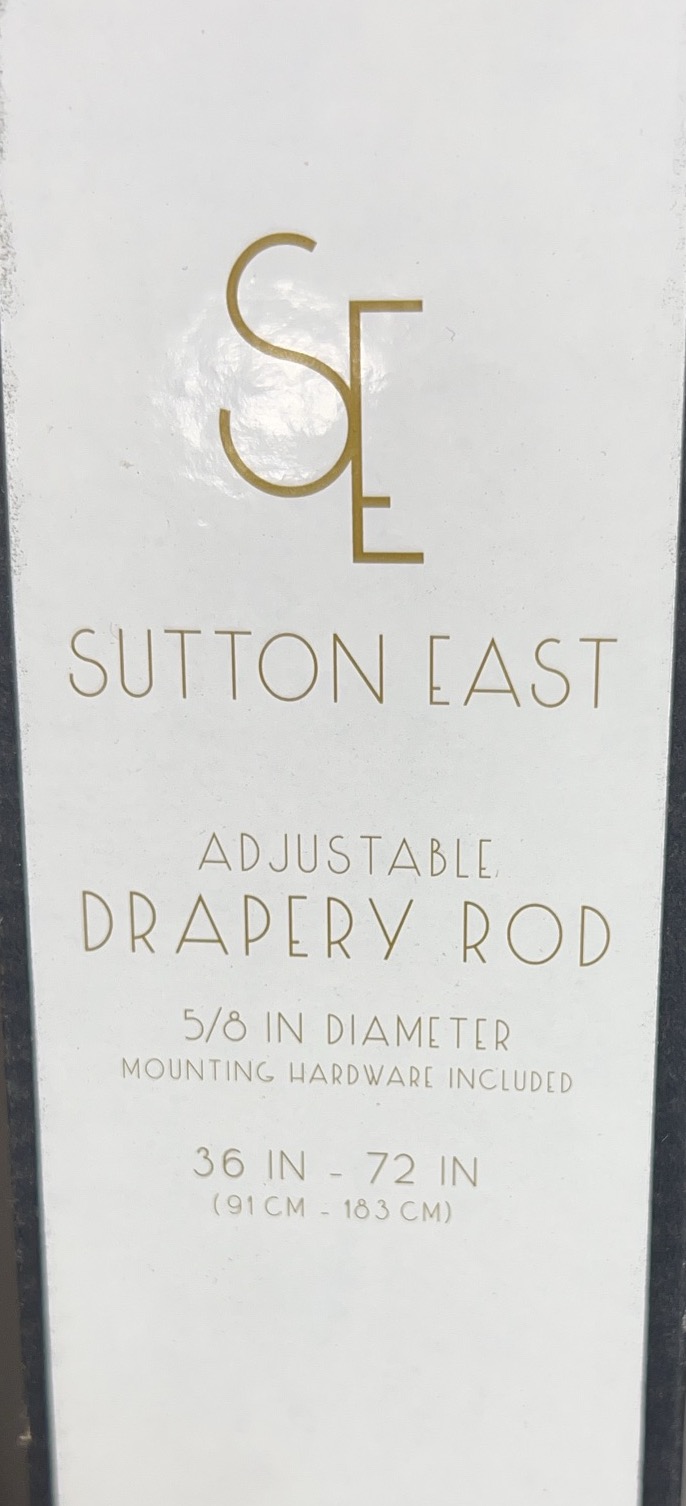 SE
SUTTON EAST
ADJUSTABLE
DRAPERY ROD
5/8 IN DIAMETER
MOUNTING HARDWARE INCLUDED
36 IN - 72 IN
(91 CM - 183 CM)